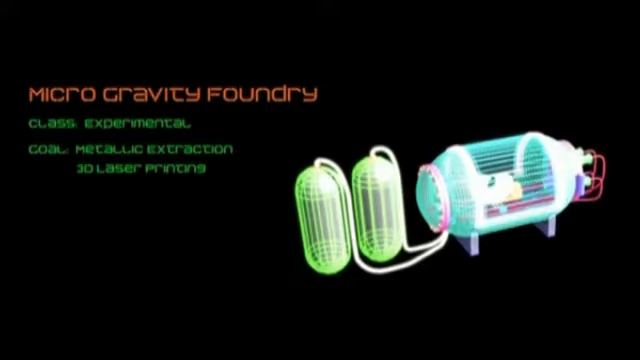 Micro Gravity Foundry
Class: Experimental
Goal: Metallic Extraction
3D Laser Printing